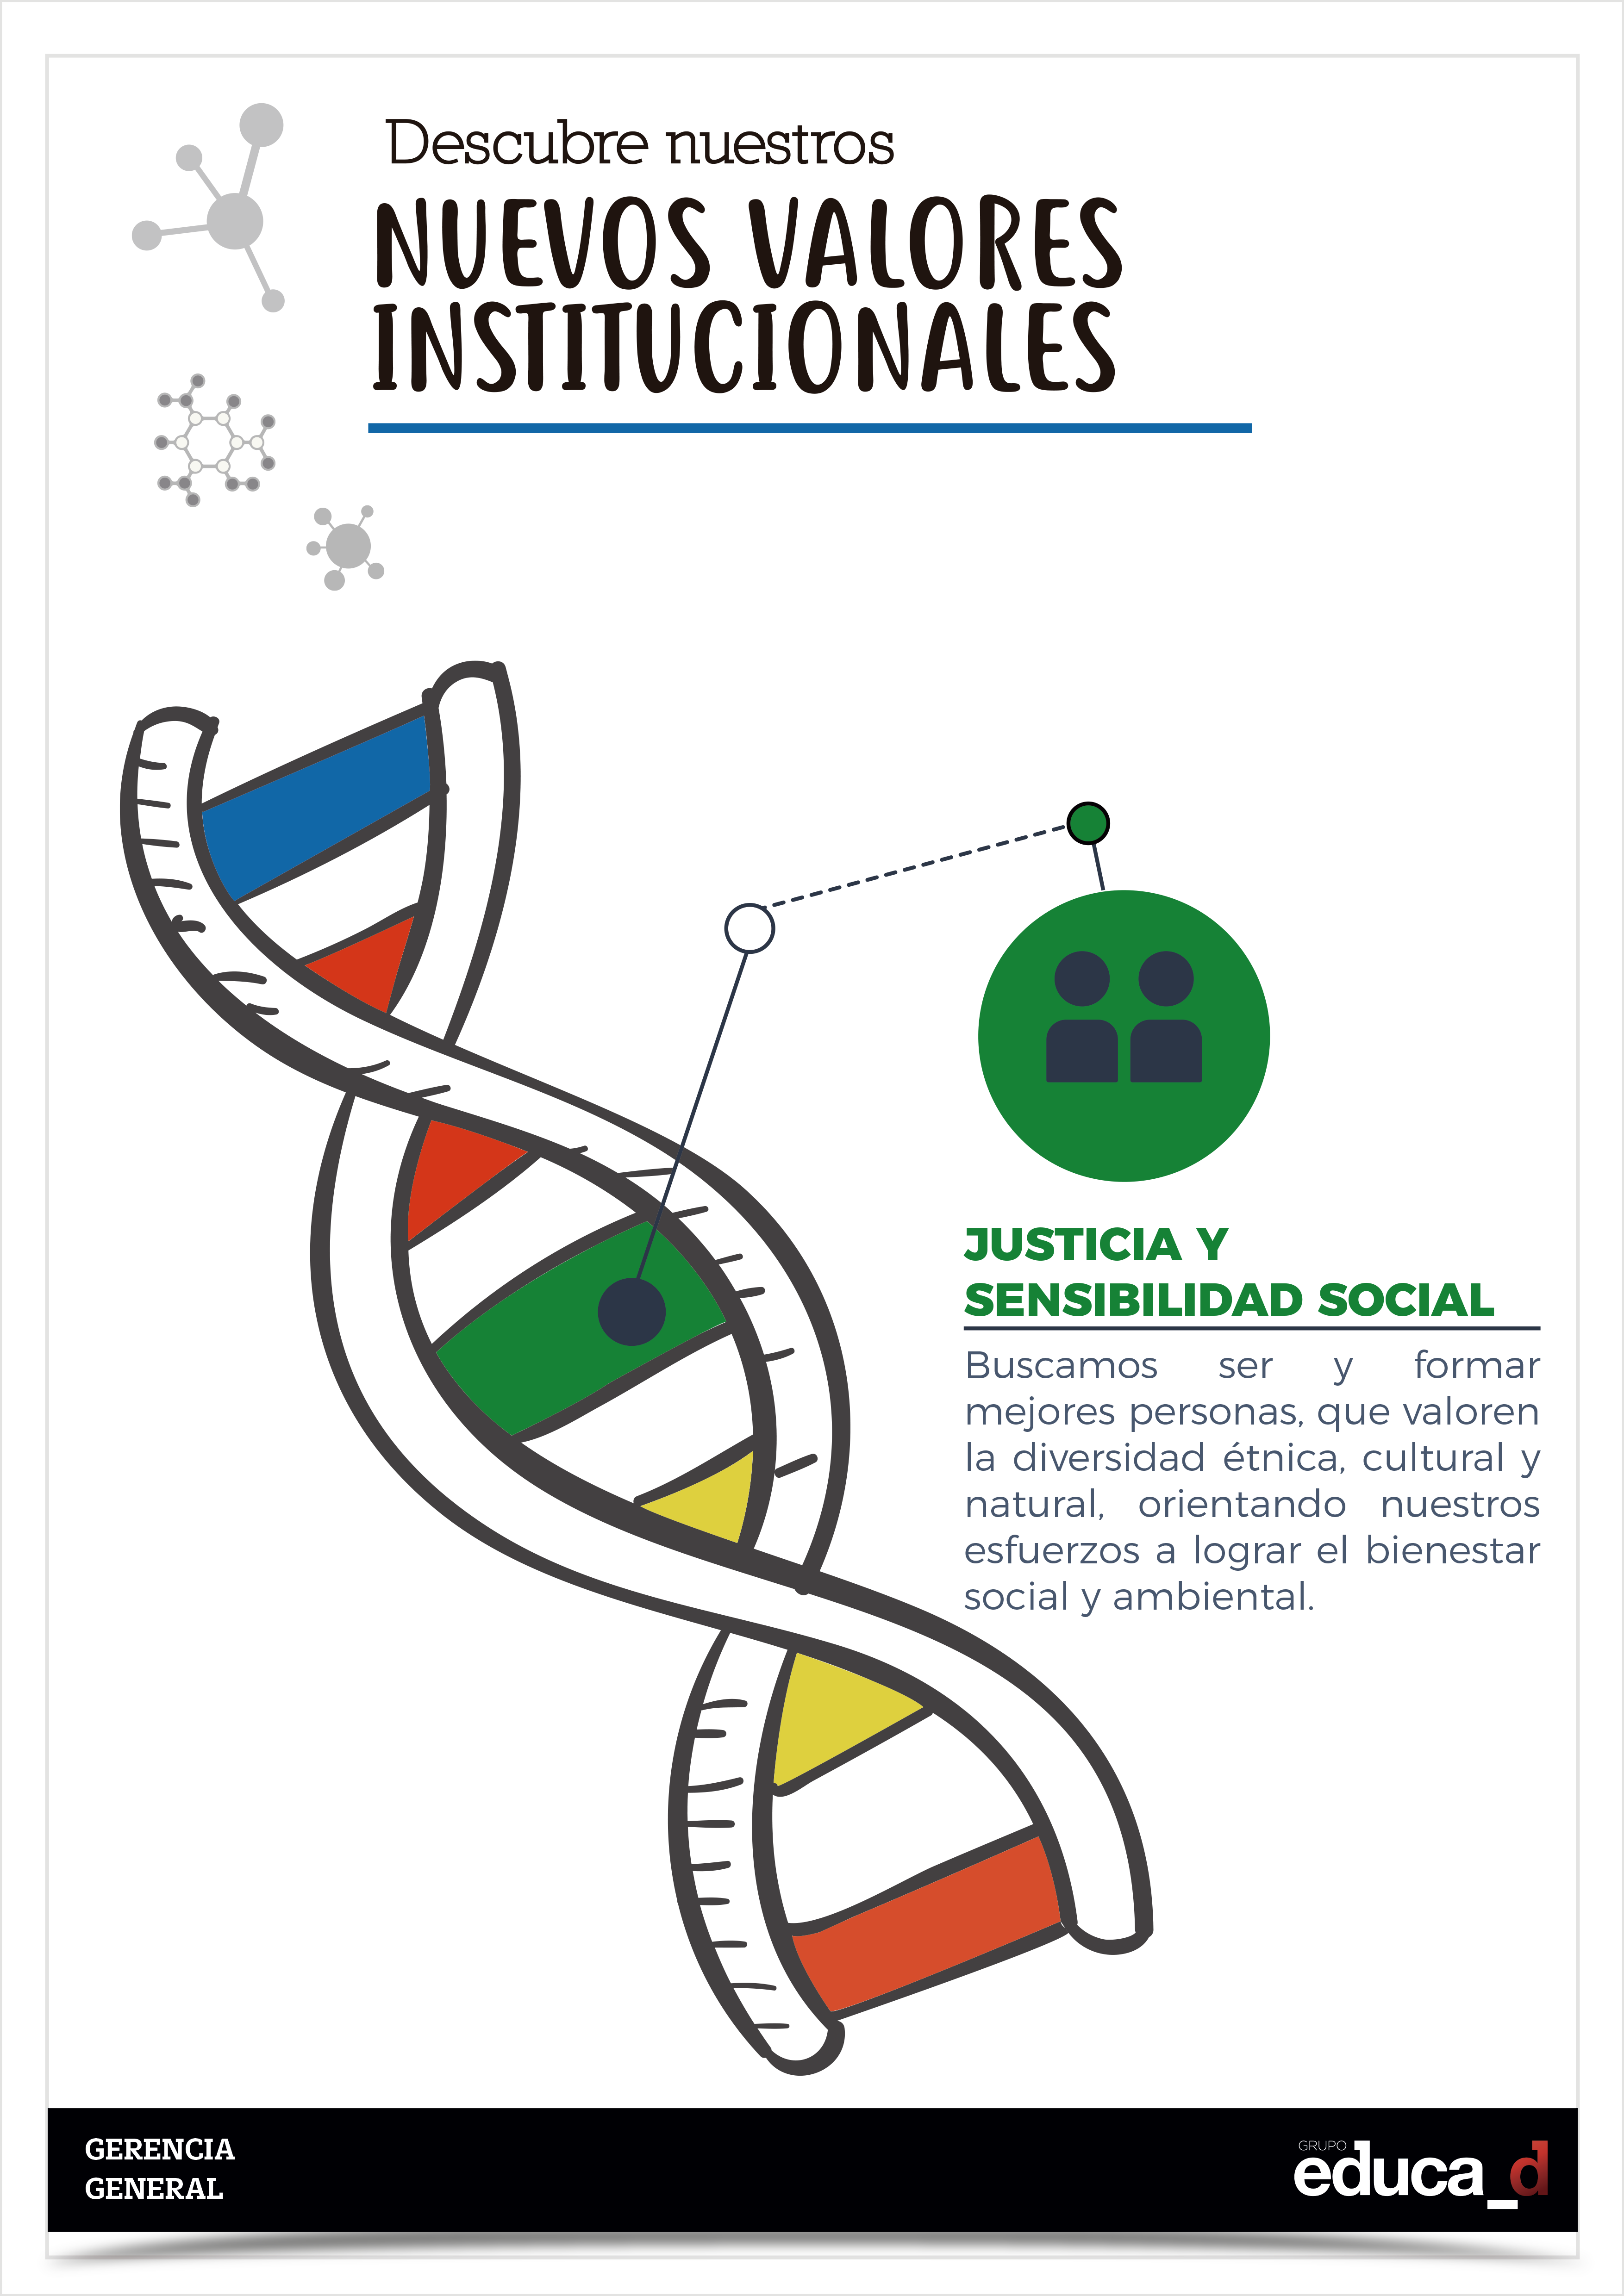 Descubre nuestros
NUEVOS VALORES
INSTITUCIONALES
JUSTICIA Y
SENSIBILIDAD SOCIAL
Buscamos ser y formar
mejores personas, que valoren
la diversidad étnica, cultural y
natural, orientando nuestros
esfuerzos a lograr el bienestar
social y ambiental.
GERENCIA
GENERAL
GRUPO
educa_d